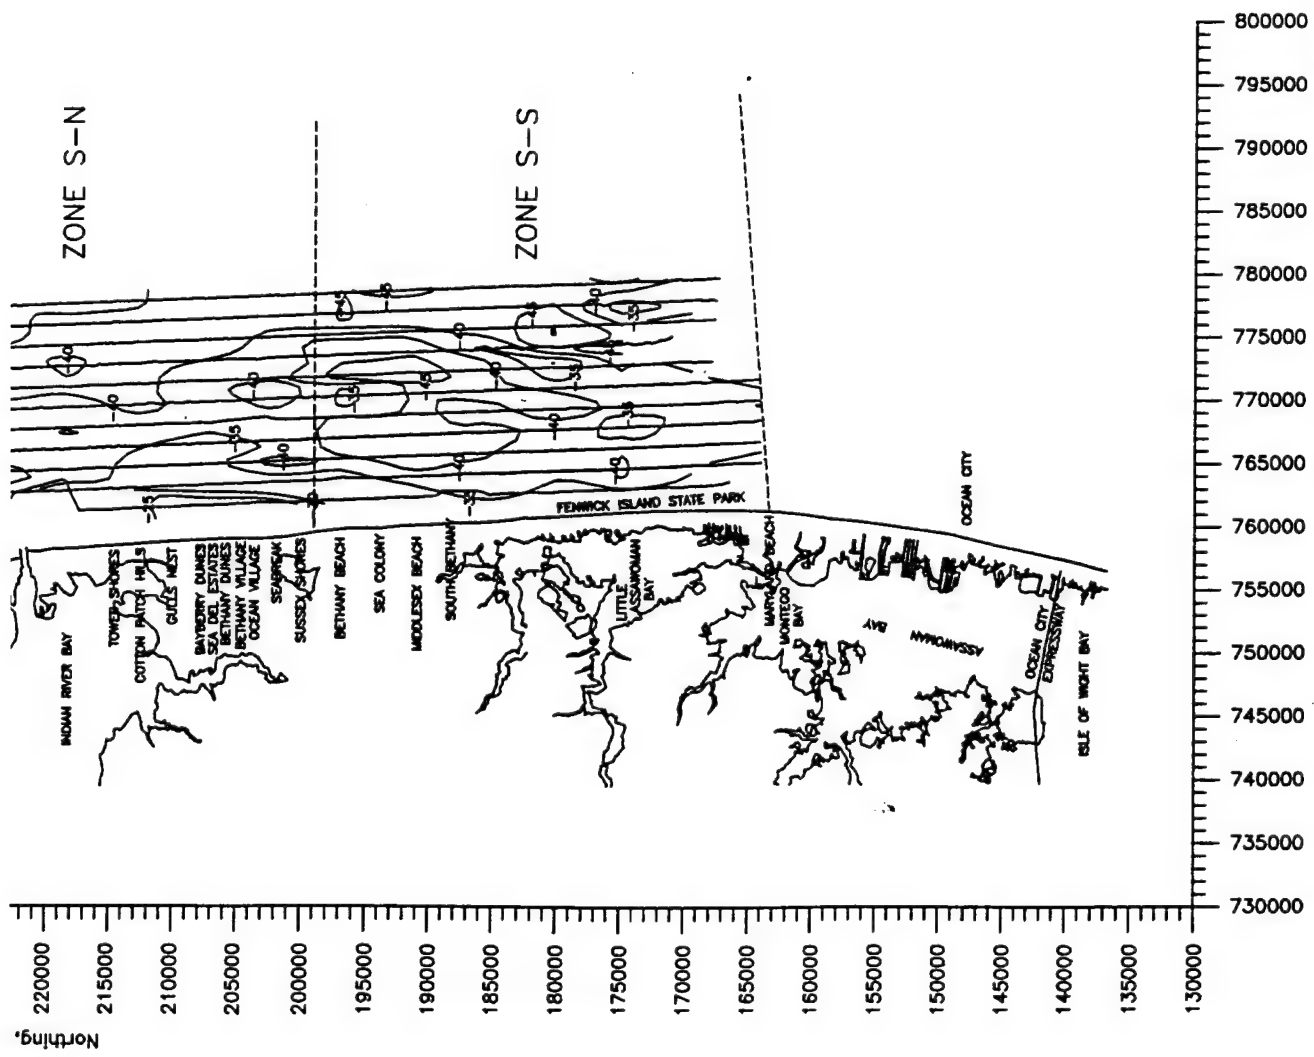 ZONE S-N
ZONE S-S
-40
-40
-35
-40
-25
-45
-45
-40
-45
-40
-35
-40
-35
-45
-40
-35
-40
-35
-40
-35
INDIAN RIVER BAY
TOWER SHORES
COTTON PATCH HILLS
GULLS NEST
BAYBERRY DUNES
SEA DEL ESTATES
BETHANY DUNES
BETHANY VILLAGE
OCEAN VILLAGE
SEABREAK
SUSSEX SHORES
BETHANY BEACH
SEA COLONY
MIDDLESEX BEACH
SOUTH BETHANY
FENWICK ISLAND STATE PARK
LITTLE
ASSAWOMAN
BAY
MARYLAND BEACH
MONTEGO
BAY
ASSAWOMAN
BAY
OCEAN CITY
OCEAN CITY
EXPRESSWAY
ISLE OF WIGHT BAY
800000
795000
790000
785000
780000
775000
770000
765000
760000
755000
750000
745000
740000
735000
730000
220000
215000
210000
205000
200000
195000
190000
185000
180000
175000
170000
165000
160000
155000
150000
145000
140000
135000
130000
Northing,